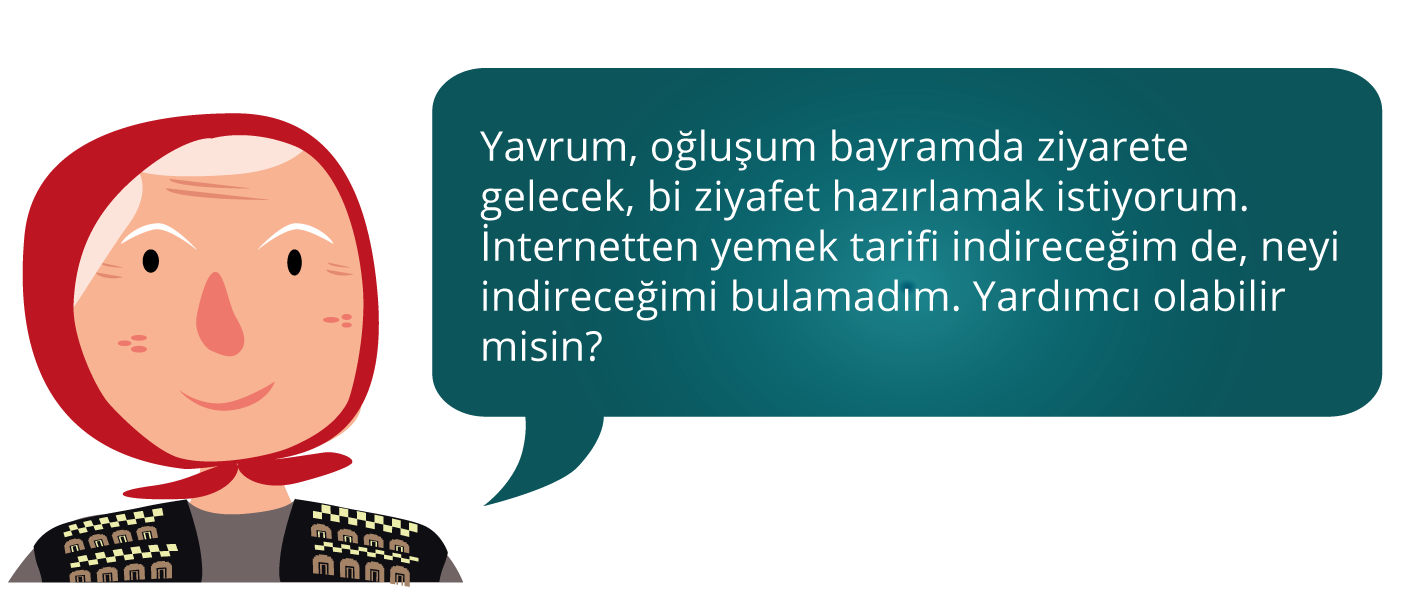 Yavrum, oğluşum bayramda ziyarete
gelecek, bi ziyafet hazırlamak istiyorum.
İnternetten yemek tarifi indireceğim de, neyi
indireceğimi bulamadım. Yardımcı olabilir
misin?